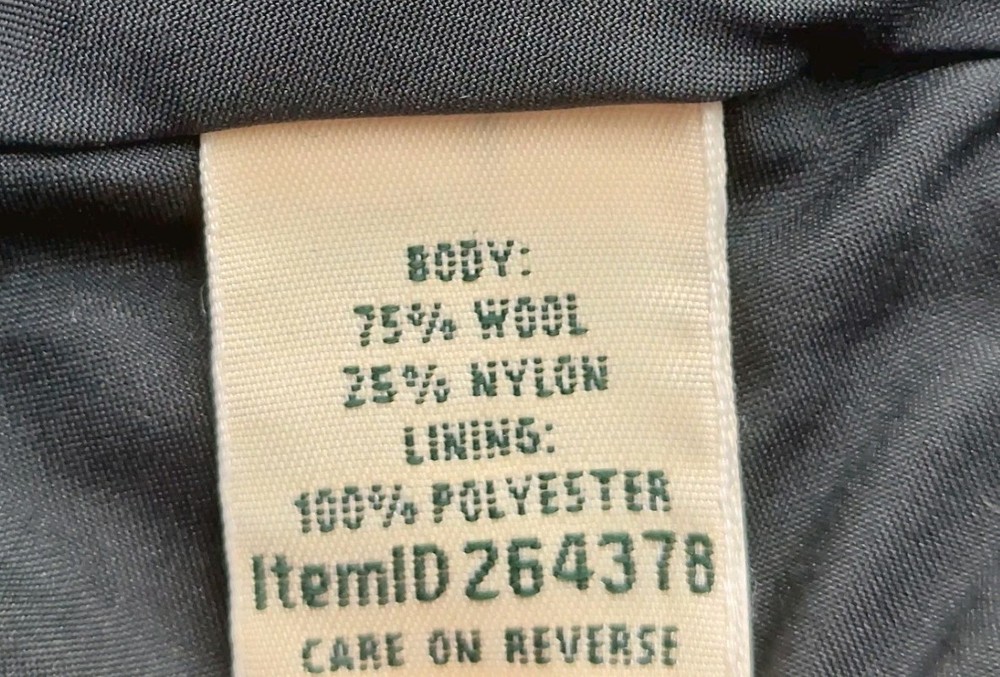 BODY:
75% WOOL
25% NYLON
LINING:
100% POLYESTER
ItemID 264378
CARE ON REVERSE